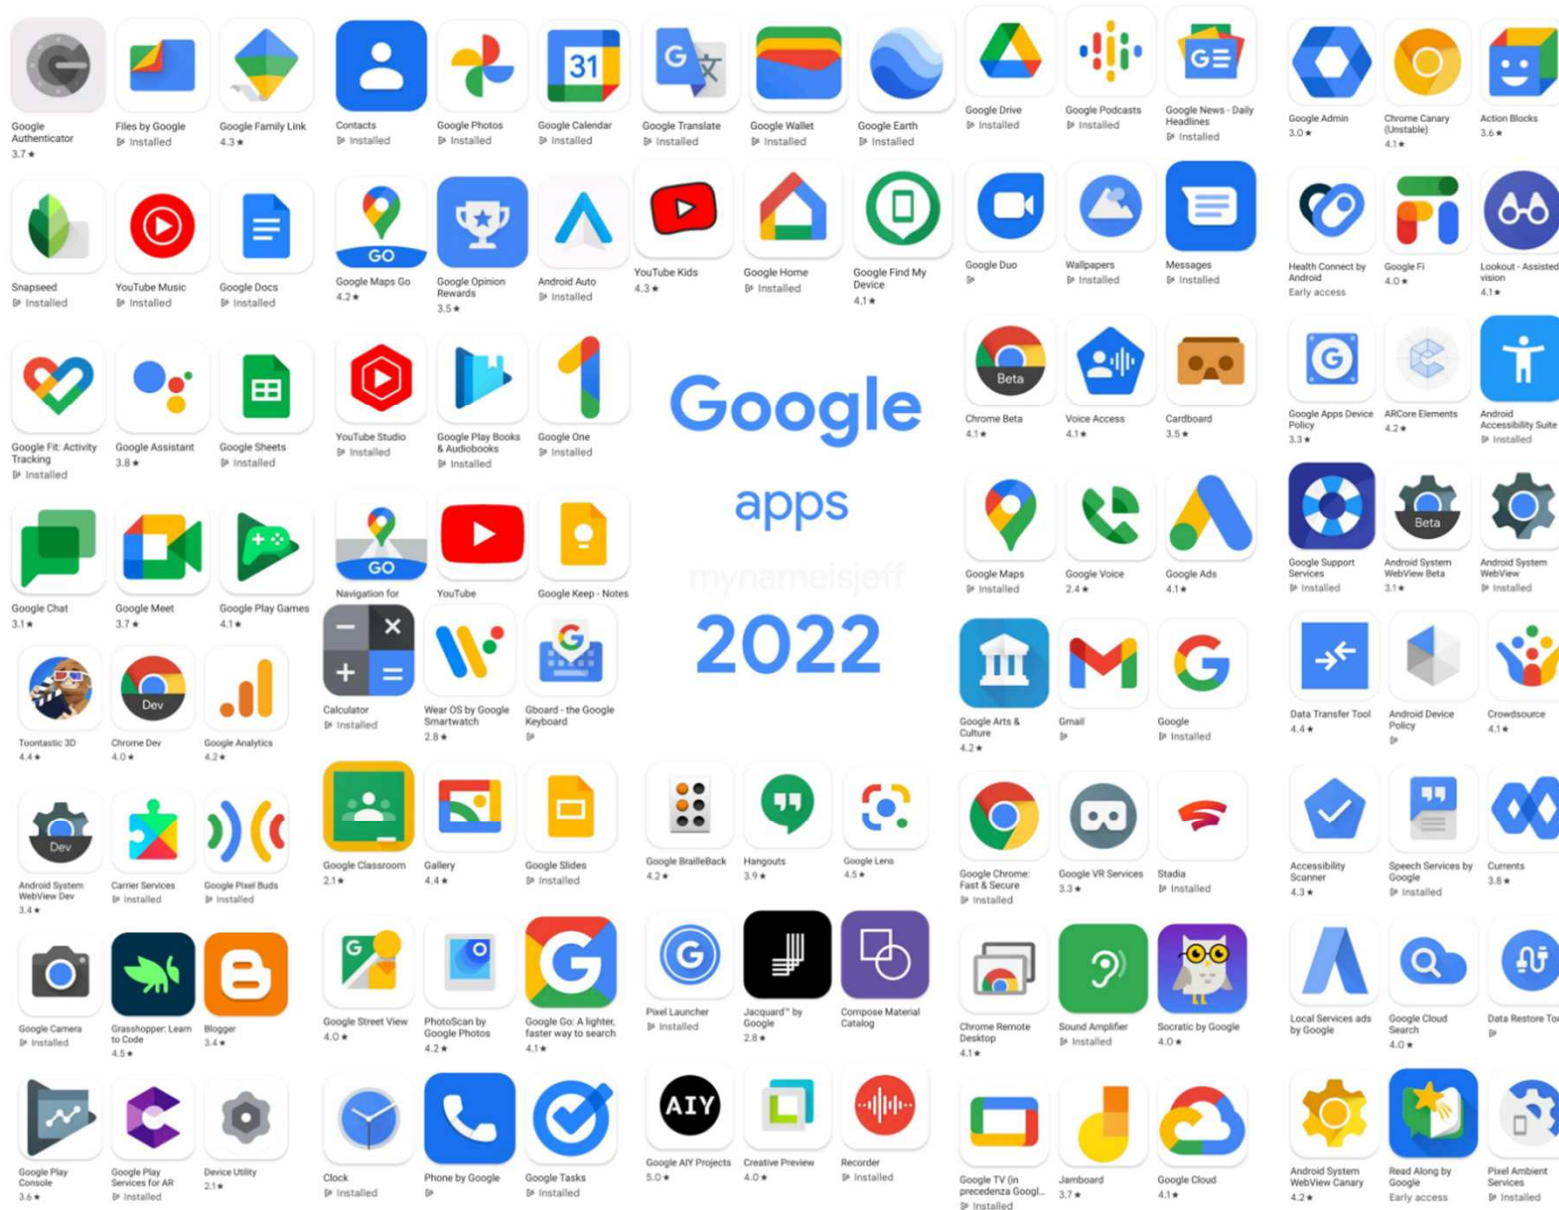 Google
Authenticator
3.7★
Files by Google
Installed
Google Family Link
4.3★
Contacts
Installed
Google Photos
Installed
31
Google Calendar
Installed
G 文
Google Translate
Installed
Google Wallet
Installed
Google Earth
Installed
Google Drive
Installed
Google Podcasts
Installed
GE
Google News - Daily
Headlines
Installed
Google Admin
3.0★
Chrome Canary
(Unstable)
4.1★
Action Blocks
3.6★
Snapseed
Installed
YouTube Music
Installed
Google Docs
Installed
GO
Google Maps Go
4.2★
Google Opinion
Rewards
3.5★
Android Auto
Installed
YouTube Kids
4.3★
Google Home
Installed
Google Find My
Device
4.1★
Google Duo
Wallpapers
Installed
Messages
Installed
Health Connect by
Android
Early access
Google Fi
4.0★
Lookout - Assisted
vision
4.1★
Google Fit: Activity
Tracking
Installed
Google Assistant
3.8★
Google Sheets
Installed
YouTube Studio
Installed
Google Play Books
& Audiobooks
Installed
Google One
Installed
Google
apps
mynameisjeff
2022
Beta
Chrome Beta
4.1★
Voice Access
4.1★
Cardboard
3.5★
G
Google Apps Device
Policy
3.3★
ARCore Elements
4.2★
Android
Accessibility Suite
Installed
Google Chat
3.1★
Google Meet
3.7★
Google Play Games
4.1★
GO
Navigation for
YouTube
Google Keep - Notes
Google Maps
Installed
Google Voice
2.4★
Google Ads
4.1★
Google Support
Services
Installed
Beta
Android System
WebView Beta
3.1★
Android System
WebView
Installed
Toontastic 3D
4.4★
Dev
Chrome Dev
4.0★
Google Analytics
4.2★
Calculator
Installed
Wear OS by Google
Smartwatch
2.8★
G
Gboard - the Google
Keyboard
Google Arts &
Culture
4.2★
Gmail
G
Google
Installed
Data Transfer Tool
4.4★
Android Device
Policy
Crowdsource
4.1★
Dev
Android System
WebView Dev
3.4★
Carrier Services
Installed
Google Pixel Buds
Installed
Google Classroom
2.1★
Gallery
4.4★
Google Slides
Installed
Google BrailleBack
4.2★
Hangouts
3.9★
Google Lens
4.5★
Google Chrome:
Fast & Secure
Installed
Google VR Services
3.3★
Stadia
Installed
Accessibility
Scanner
4.3★
Speech Services by
Google
Installed
Currents
3.8★
Google Camera
Installed
Grasshopper: Learn
to Code
4.5★
B
Blogger
3.4★
G
Google Street View
4.0★
PhotoScan by
Google Photos
4.2★
G
Google Go: A lighter,
faster way to search
4.1★
G
Pixel Launcher
Installed
Jacquard™ by
Google
2.8★
Compose Material
Catalog
Chrome Remote
Desktop
4.1★
Sound Amplifier
Installed
Socratic by Google
4.0★
Local Services ads
by Google
Google Cloud
Search
4.0★
Data Restore Too
Google Play
Console
3.6★
Google Play
Services for AR
Installed
Device Utility
2.1★
Clock
Installed
Phone by Google
Google Tasks
Installed
AIY
Google AIY Projects
5.0★
Creative Preview
4.0★
Recorder
Installed
Google TV (in
precedenza Googl...
Installed
Jamboard
3.7★
Google Cloud
4.1★
Android System
WebView Canary
4.2★
Read Along by
Google
Early access
Pixel Ambient
Services
Installed